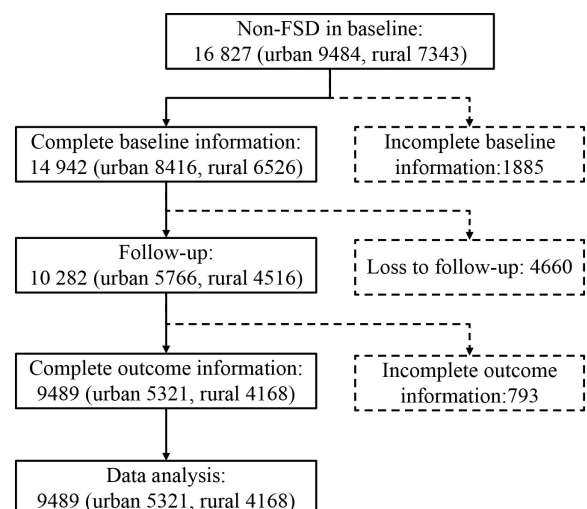 Non-FSD in baseline:
16 827 (urban 9484, rural 7343)
Complete baseline information:
14 942 (urban 8416, rural 6526)
Incomplete baseline
information:1885
Follow-up:
10 282 (urban 5766, rural 4516)
Loss to follow-up: 4660
Complete outcome information:
9489 (urban 5321, rural 4168)
Incomplete outcome
information:793
Data analysis:
9489 (urban 5321, rural 4168)